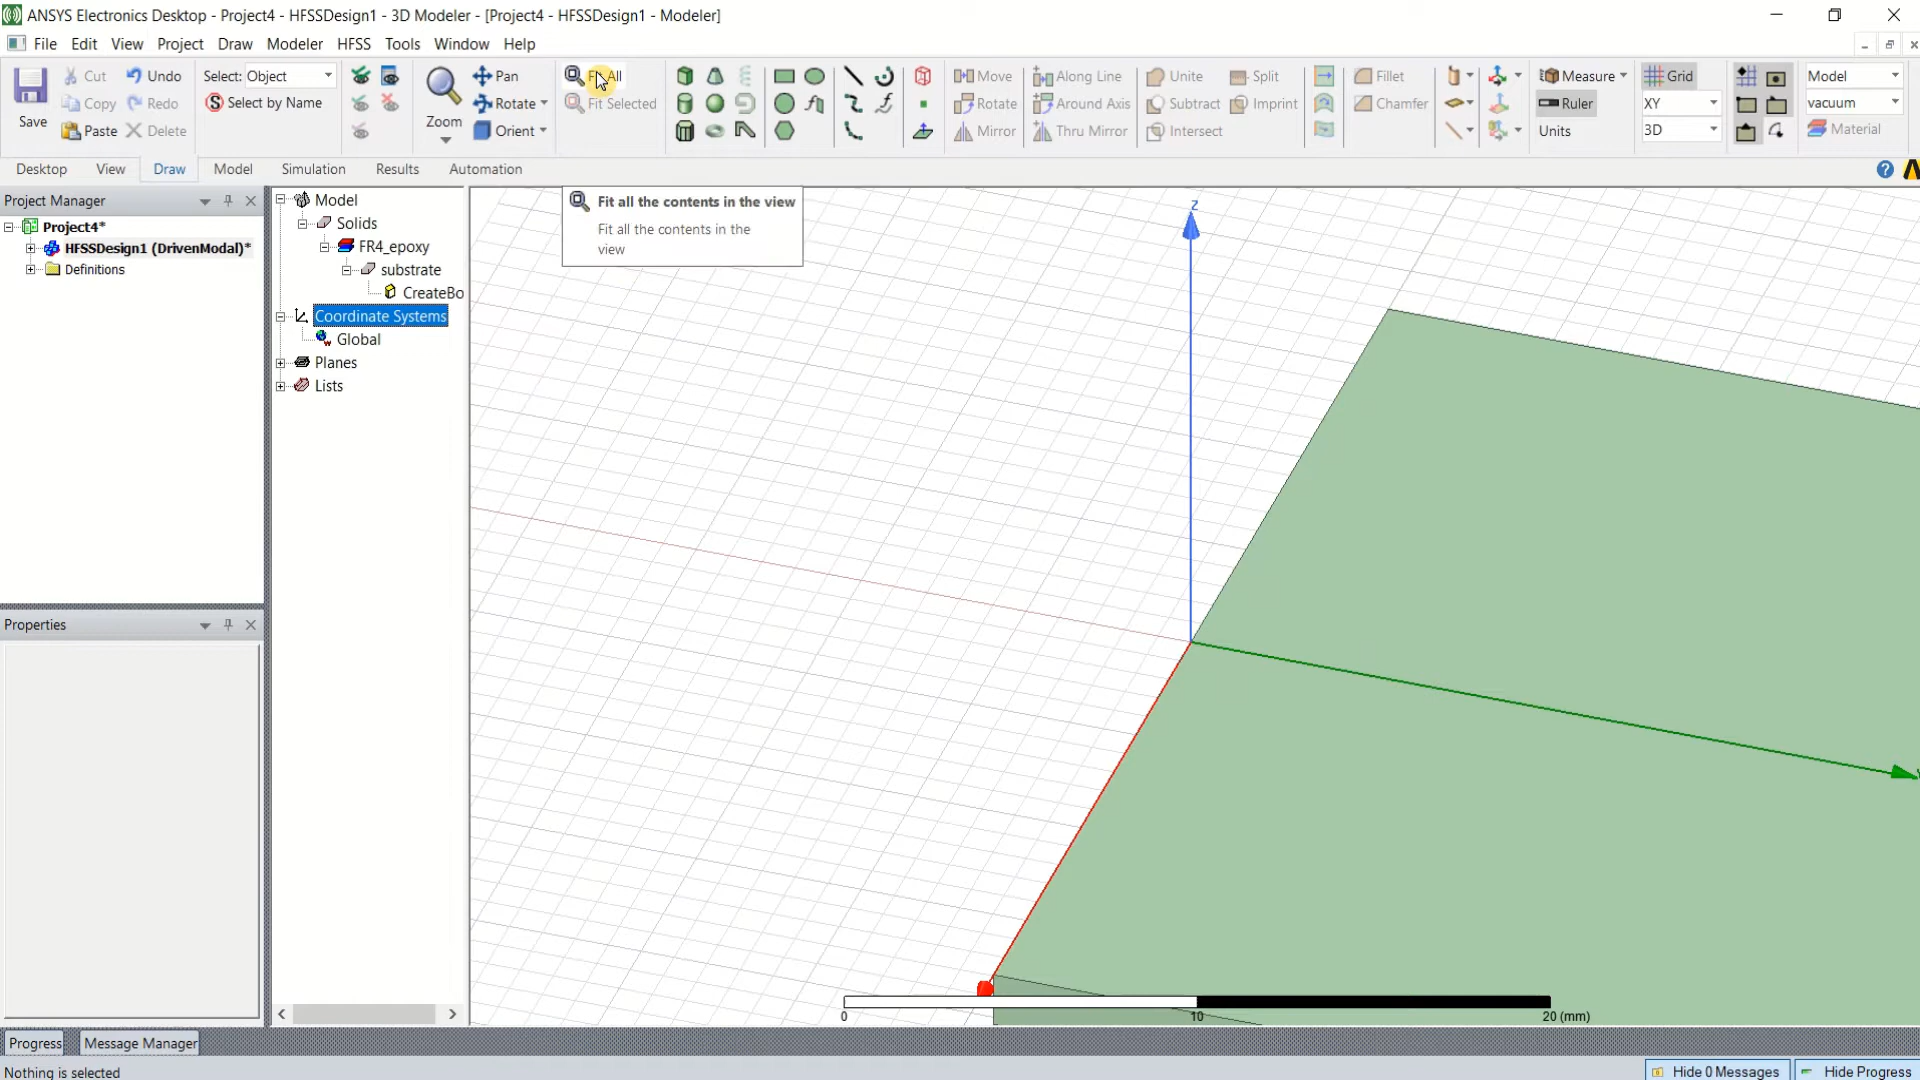 ANSYS Electronics Desktop - Project4 - HFSSDesign1 - 3D Modeler - [Project4 - HFSSDesign1 - Modeler]
File Edit View Project Draw Modeler HFSS Tools Window Help
Save
Cut Undo
Copy Redo
Paste Delete
Select: Object
Select by Name
Zoom
Pan
Rotate
Orient
Fit All
Fit Selected
Move
Rotate
Mirror
Along Line
Around Axis
Thru Mirror
Unite Split
Subtract Imprint
Intersect
Fillet
Chamfer
Measure
Ruler
Units
Grid
XY
3D
Model
vacuum
Material
Desktop View Draw Model Simulation Results Automation
Project Manager
Project4*
HFSSDesign1 (DrivenModal)*
Definitions
Properties
Model
Solids
FR4_epoxy
substrate
CreateBo
Coordinate Systems
Global
Planes
Lists
Fit all the contents in the view
Fit all the contents in the
view
Z
0 10 20 (mm)
Progress Message Manager
Nothing is selected
Hide 0 Messages Hide Progress